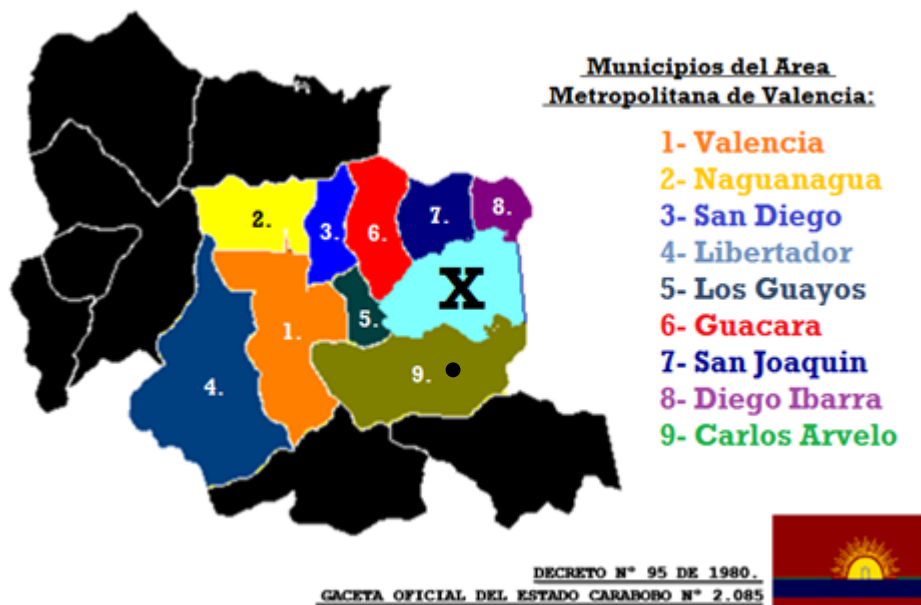 Municipios del Area
Metropolitana de Valencia:
1- Valencia
2- Naguanagua
3- San Diego
4- Libertador
5- Los Guayos
6- Guacara
7- San Joaquin
8- Diego Ibarra
9- Carlos Arvelo
2.
3.
6.
7.
8.
X
1.
5.
4.
9.
DECRETO N° 95 DE 1980.
GACETA OFICIAL DEL ESTADO CARABOBO N° 2.085